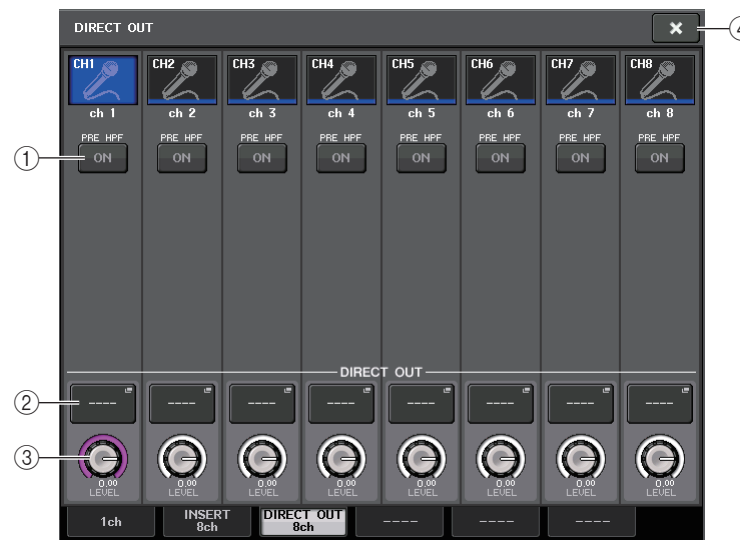 DIRECT OUT
CH1 CH2 CH3 CH4 CH5 CH6 CH7 CH8
ch 1 ch 2 ch 3 ch 4 ch 5 ch 6 ch 7 ch 8
PRE HPF PRE HPF PRE HPF PRE HPF PRE HPF PRE HPF PRE HPF PRE HPF
① ON ON ON ON ON ON ON ON
DIRECT OUT
② ---- ---- ---- ---- ---- ---- ---- ----
③
0.00 0.00 0.00 0.00 0.00 0.00 0.00 0.00
LEVEL LEVEL LEVEL LEVEL LEVEL LEVEL LEVEL LEVEL
1ch INSERT 8ch DIRECT OUT 8ch ---- ---- ----
④